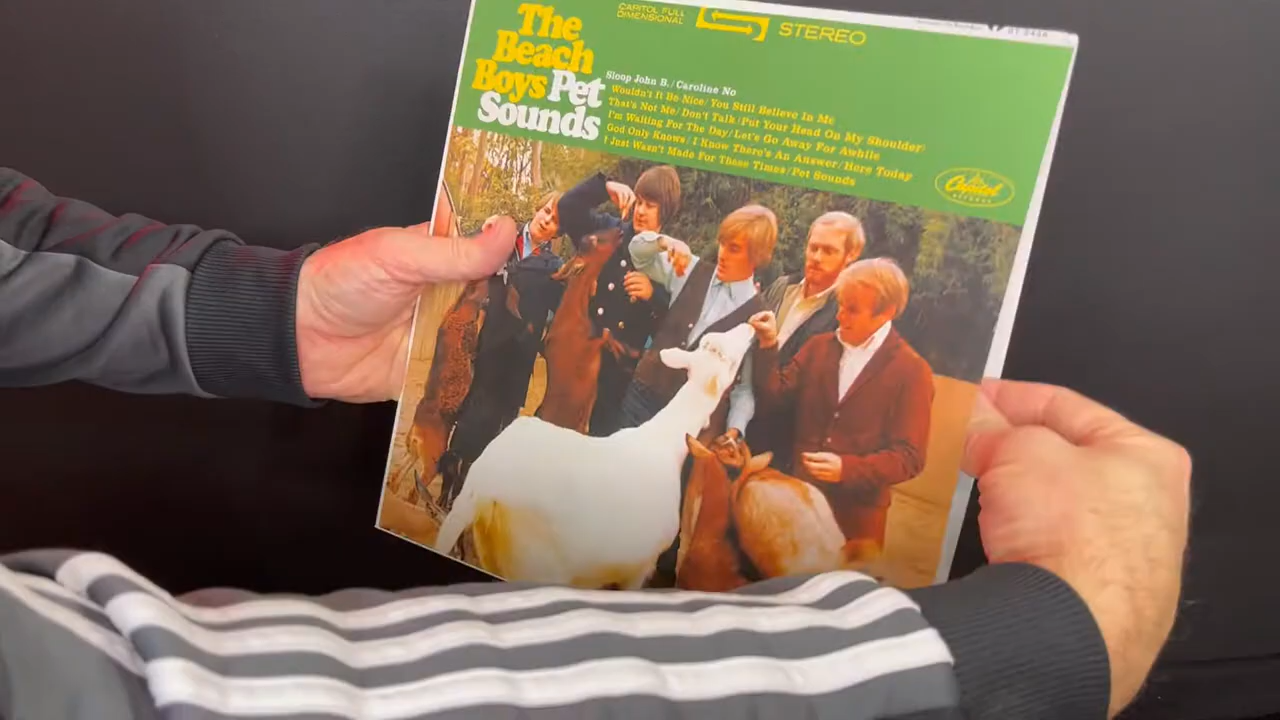 The
Beach
Boys Pet
Sounds
CAPITOL FULL
DIMENSIONAL
STEREO
Sloop John B./Caroline No
Wouldn't It Be Nice/You Still Believe In Me
That's Not Me/Don't Talk/Put Your Head On My Shoulder
I'm Waiting For The Day/Let's Go Away For Awhile
God Only Knows/I Know There's An Answer/Here Today
I Just Wasn't Made For These Times/Pet Sounds
Capitol
RECORDS